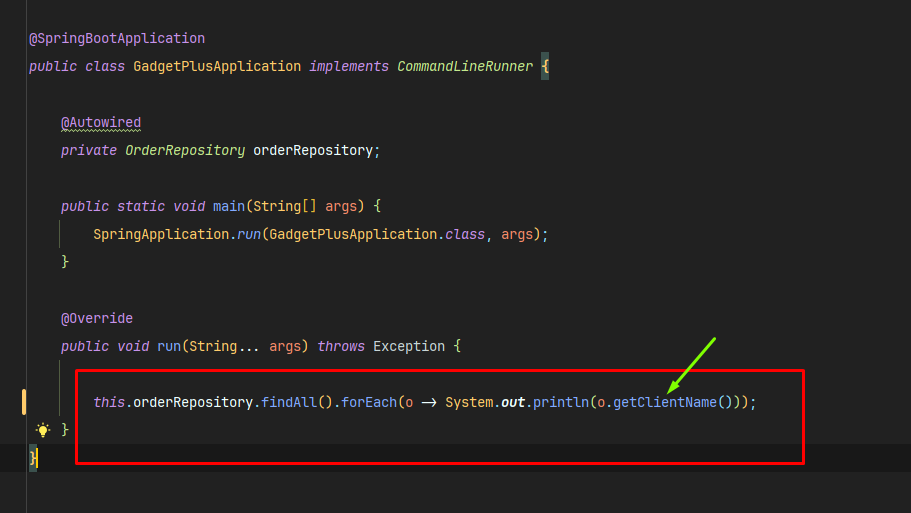 @SpringBootApplication
public class GadgetPlusApplication implements CommandLineRunner {
@Autowired
private OrderRepository orderRepository;
public static void main(String[] args) {
SpringApplication.run(GadgetPlusApplication.class, args);
}
@Override
public void run(String... args) throws Exception {
this.orderRepository.findAll().forEach(o -> System.out.println(o.getClientName()));
}
}